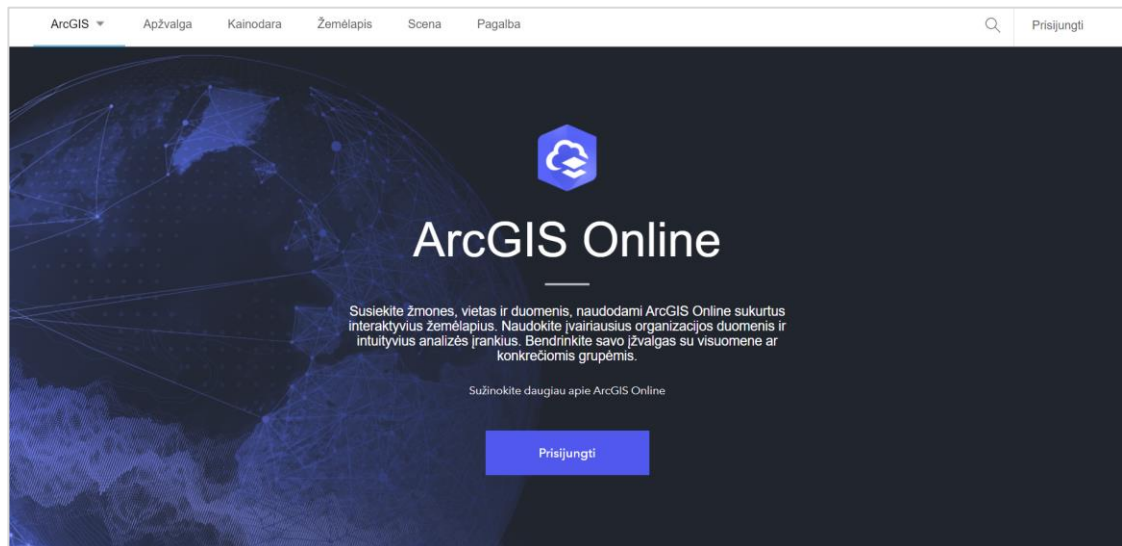 ArcGIS Apžvalga Kainodara Žemėlapis Scena Pagalba Prisijungti
ArcGIS Online
Susiekite žmones, vietas ir duomenis, naudodami ArcGIS Online sukurtus
interaktyvius žemėlapius. Naudokite įvairiausius organizacijos duomenis ir
intuityvius analizės įrankius. Bendrinkite savo įžvalgas su visuomene ar
konkrečiomis grupėmis.
Sužinokite daugiau apie ArcGIS Online
Prisijungti